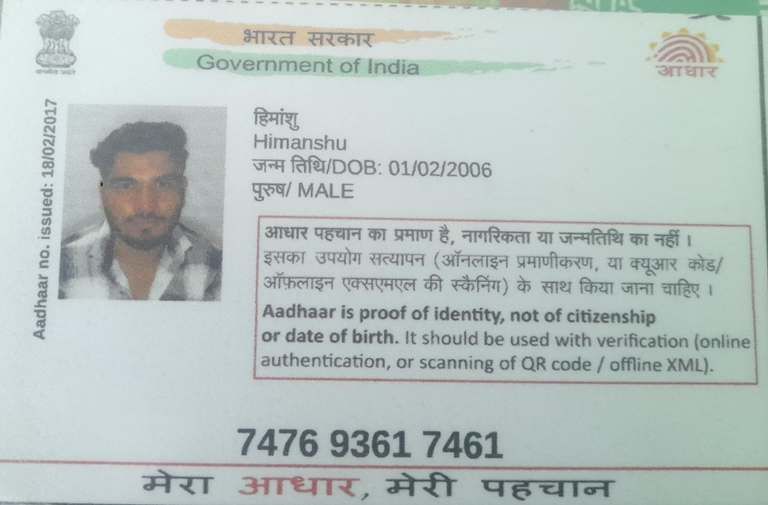 भारत सरकार
Government of India
आधार
Aadhaar no. issued: 18/02/2017
हिमांशु
Himanshu
जन्म तिथि/DOB: 01/02/2006
पुरुष/ MALE
आधार पहचान का प्रमाण है, नागरिकता या जन्मतिथि का नहीं ।
इसका उपयोग सत्यापन (ऑनलाइन प्रमाणीकरण, या क्यूआर कोड/
ऑफ़लाइन एक्सएमएल की स्कैनिंग) के साथ किया जाना चाहिए ।
Aadhaar is proof of identity, not of citizenship
or date of birth. It should be used with verification (online
authentication, or scanning of QR code / offline XML).
7476 9361 7461
मेरा आधार, मेरी पहचान